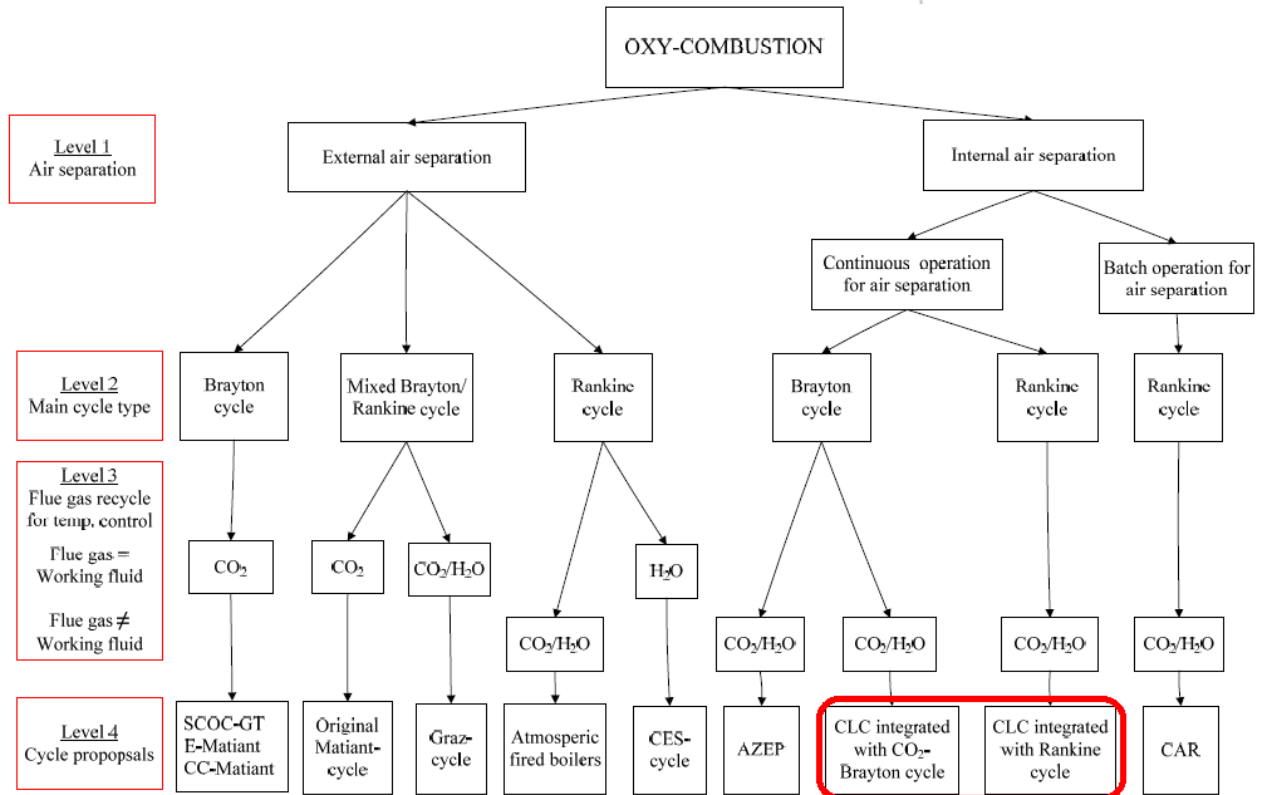 OXY-COMBUSTION
Level 1
Air separation
External air separation
Internal air separation
Continuous operation
for air separation
Batch operation for
air separation
Level 2
Main cycle type
Brayton
cycle
Mixed Brayton/
Rankine cycle
Rankine
cycle
Brayton
cycle
Rankine
cycle
Rankine
cycle
Level 3
Flue gas recycle
for temp. control
Flue gas =
Working fluid
Flue gas ≠
Working fluid
CO₂
CO₂
CO₂/H₂O
H₂O
CO₂/H₂O
CO₂/H₂O
CO₂/H₂O
CO₂/H₂O
CO₂/H₂O
Level 4
Cycle propopsals
SCOC-GT
E-Matiant
CC-Matiant
Original
Matiant-
cycle
Graz-
cycle
Atmosperic
fired boilers
CES-
cycle
AZEP
CLC integrated
with CO₂-
Brayton cycle
CLC integrated
with Rankine
cycle
CAR